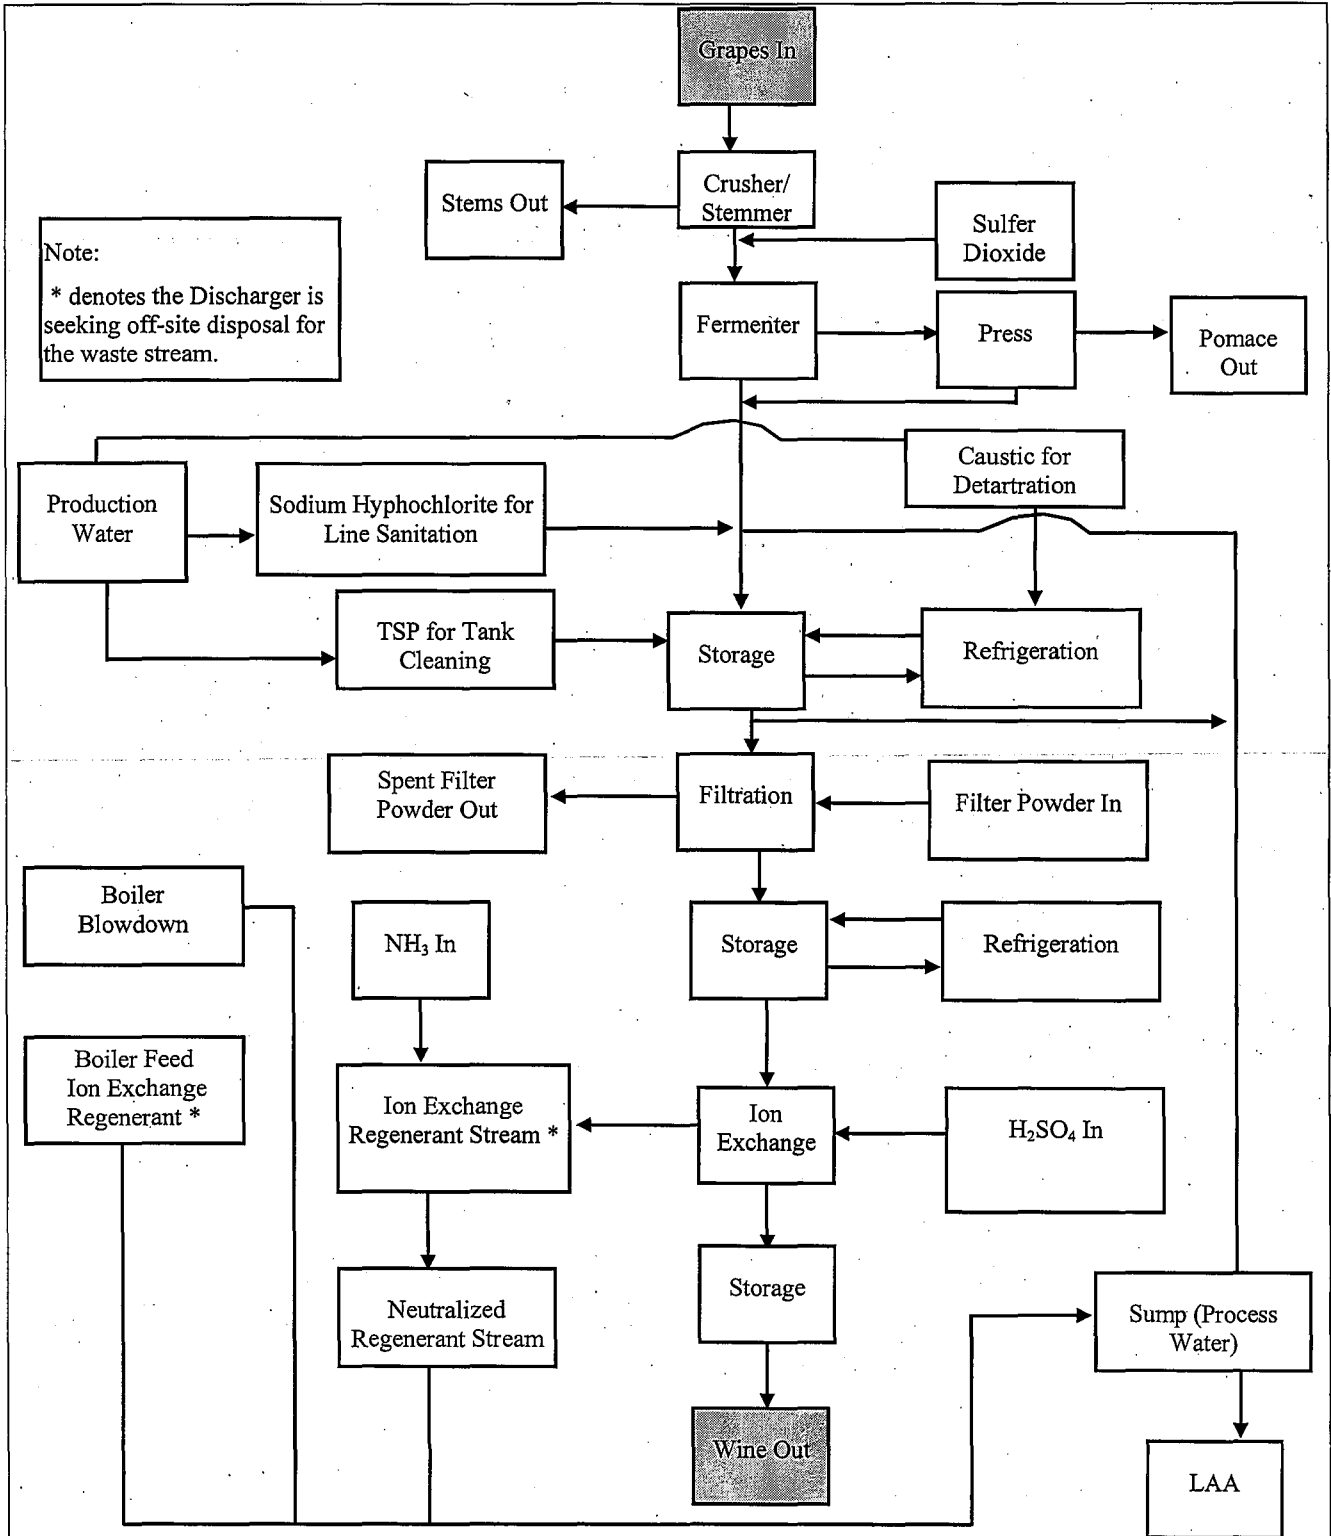 Grapes In
Crusher/
Stemmer
Stems Out
Sulfer
Dioxide
Note:
* denotes the Discharger is
seeking off-site disposal for
the waste stream.
Fermenter
Press
Pomace
Out
Caustic for
Detartration
Production
Water
Sodium Hyphochlorite for
Line Sanitation
TSP for Tank
Cleaning
Storage
Refrigeration
Spent Filter
Powder Out
Filtration
Filter Powder In
Boiler
Blowdown
NH₃ In
Storage
Refrigeration
Boiler Feed
Ion Exchange
Regenerant *
Ion Exchange
Regenerant Stream *
Ion
Exchange
H₂SO₄ In
Neutralized
Regenerant Stream
Storage
Sump (Process
Water)
Wine Out
LAA